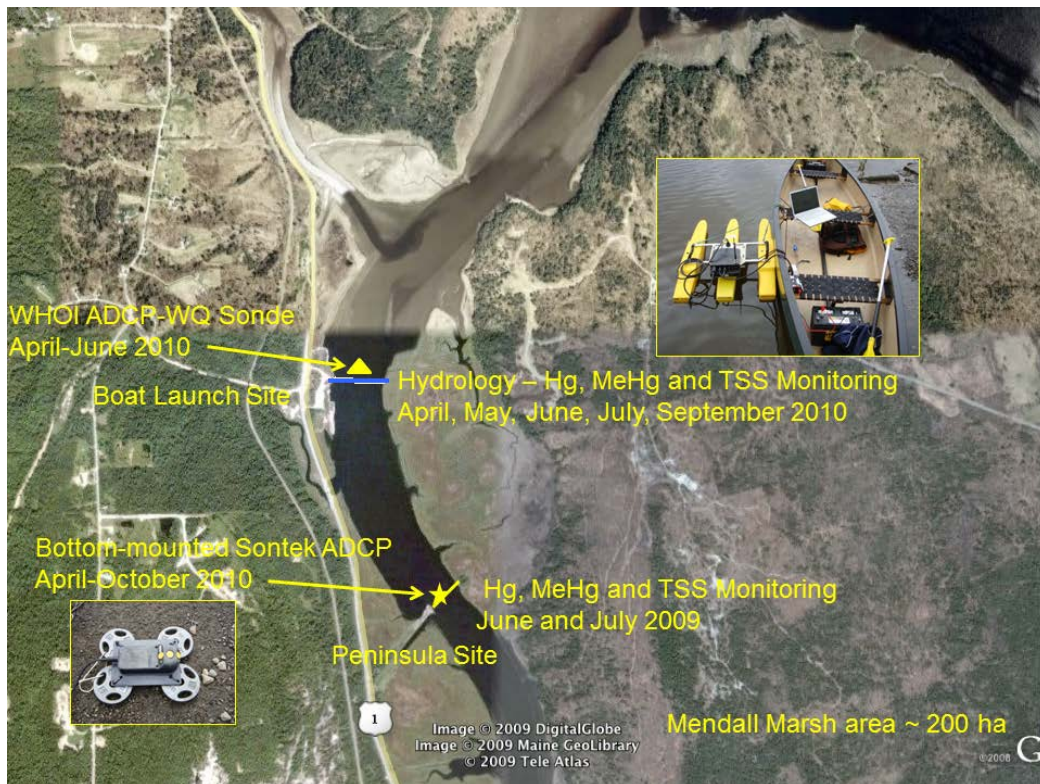 WHOI ADCP-WQ Sonde
April-June 2010
Boat Launch Site
Hydrology – Hg, MeHg and TSS Monitoring
April, May, June, July, September 2010
Bottom-mounted Sontek ADCP
April-October 2010
Hg, MeHg and TSS Monitoring
June and July 2009
Peninsula Site
1
Image © 2009 DigitalGlobe
Image © 2009 Maine GeoLibrary
© 2009 Tele Atlas
Mendall Marsh area ~ 200 ha
©2008 G